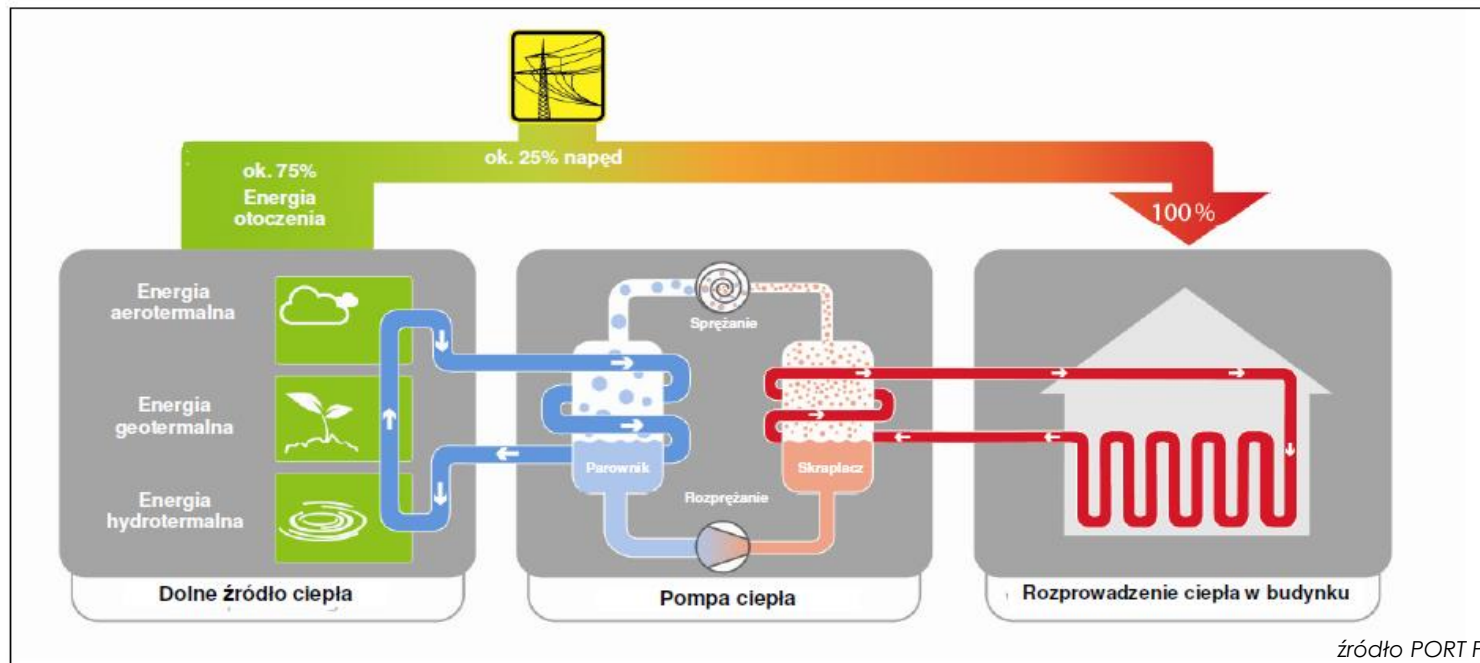 ok. 25% napęd
ok. 75%
Energia
otoczenia
100%
Energia
aerotermalna
Energia
geotermalna
Energia
hydrotermalna
Sprężanie
Parownik
Skraplacz
Rozprężanie
Dolne źródło ciepła
Pompa ciepła
Rozprowadzenie ciepła w budynku
źródło PORT P